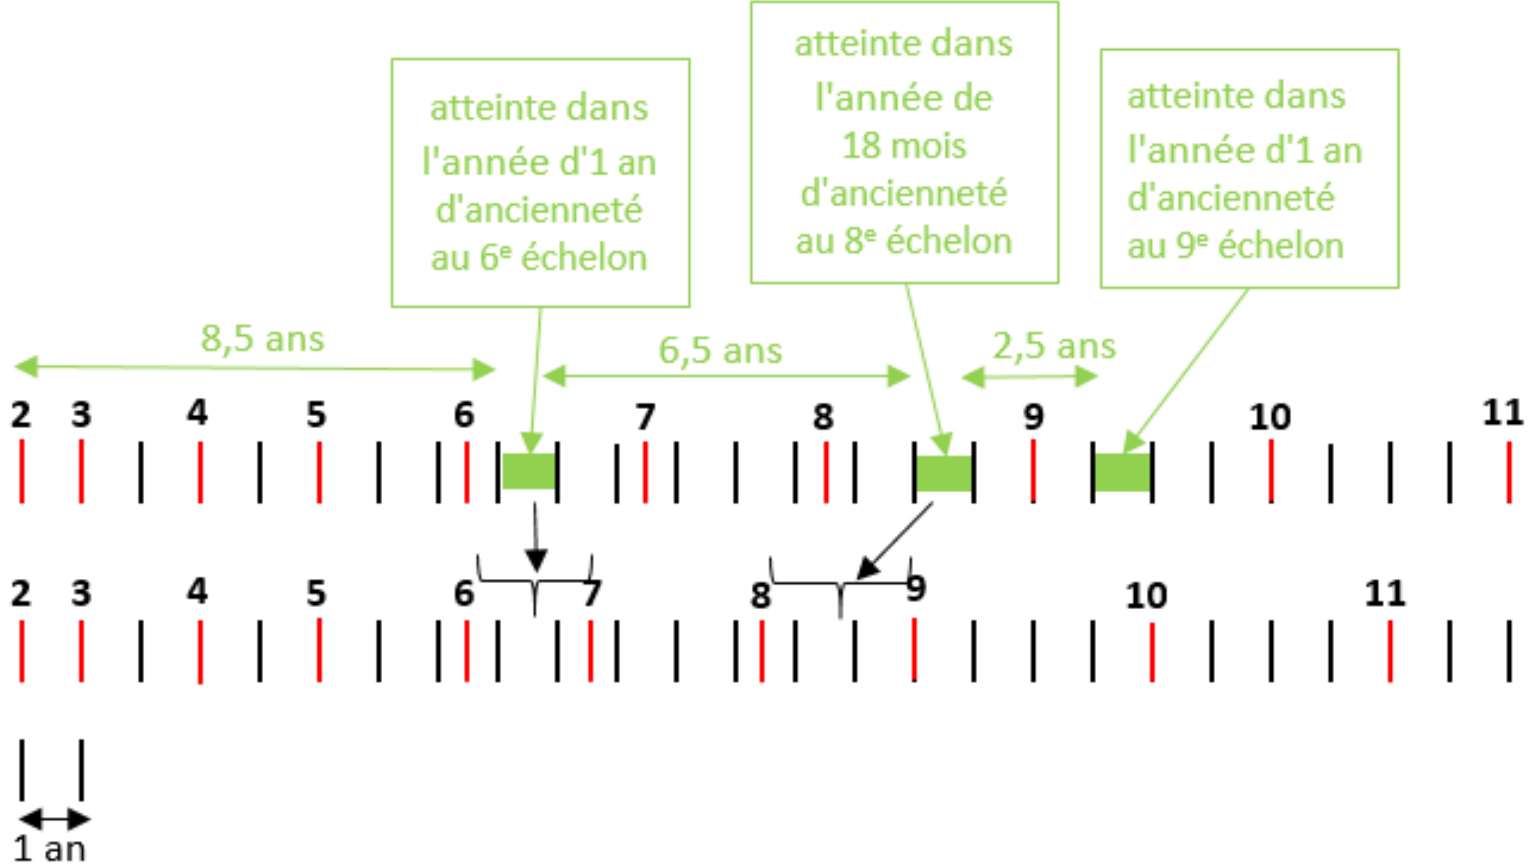 atteinte dans
l'année d'1 an
d'ancienneté
au 6ᵉ échelon
atteinte dans
l'année de
18 mois
d'ancienneté
au 8ᵉ échelon
atteinte dans
l'année d'1 an
d'ancienneté
au 9ᵉ échelon
8,5 ans
6,5 ans
2,5 ans
2 3 4 5 6 7 8 9 10 11
2 3 4 5 6 7 8 9 10 11
1 an